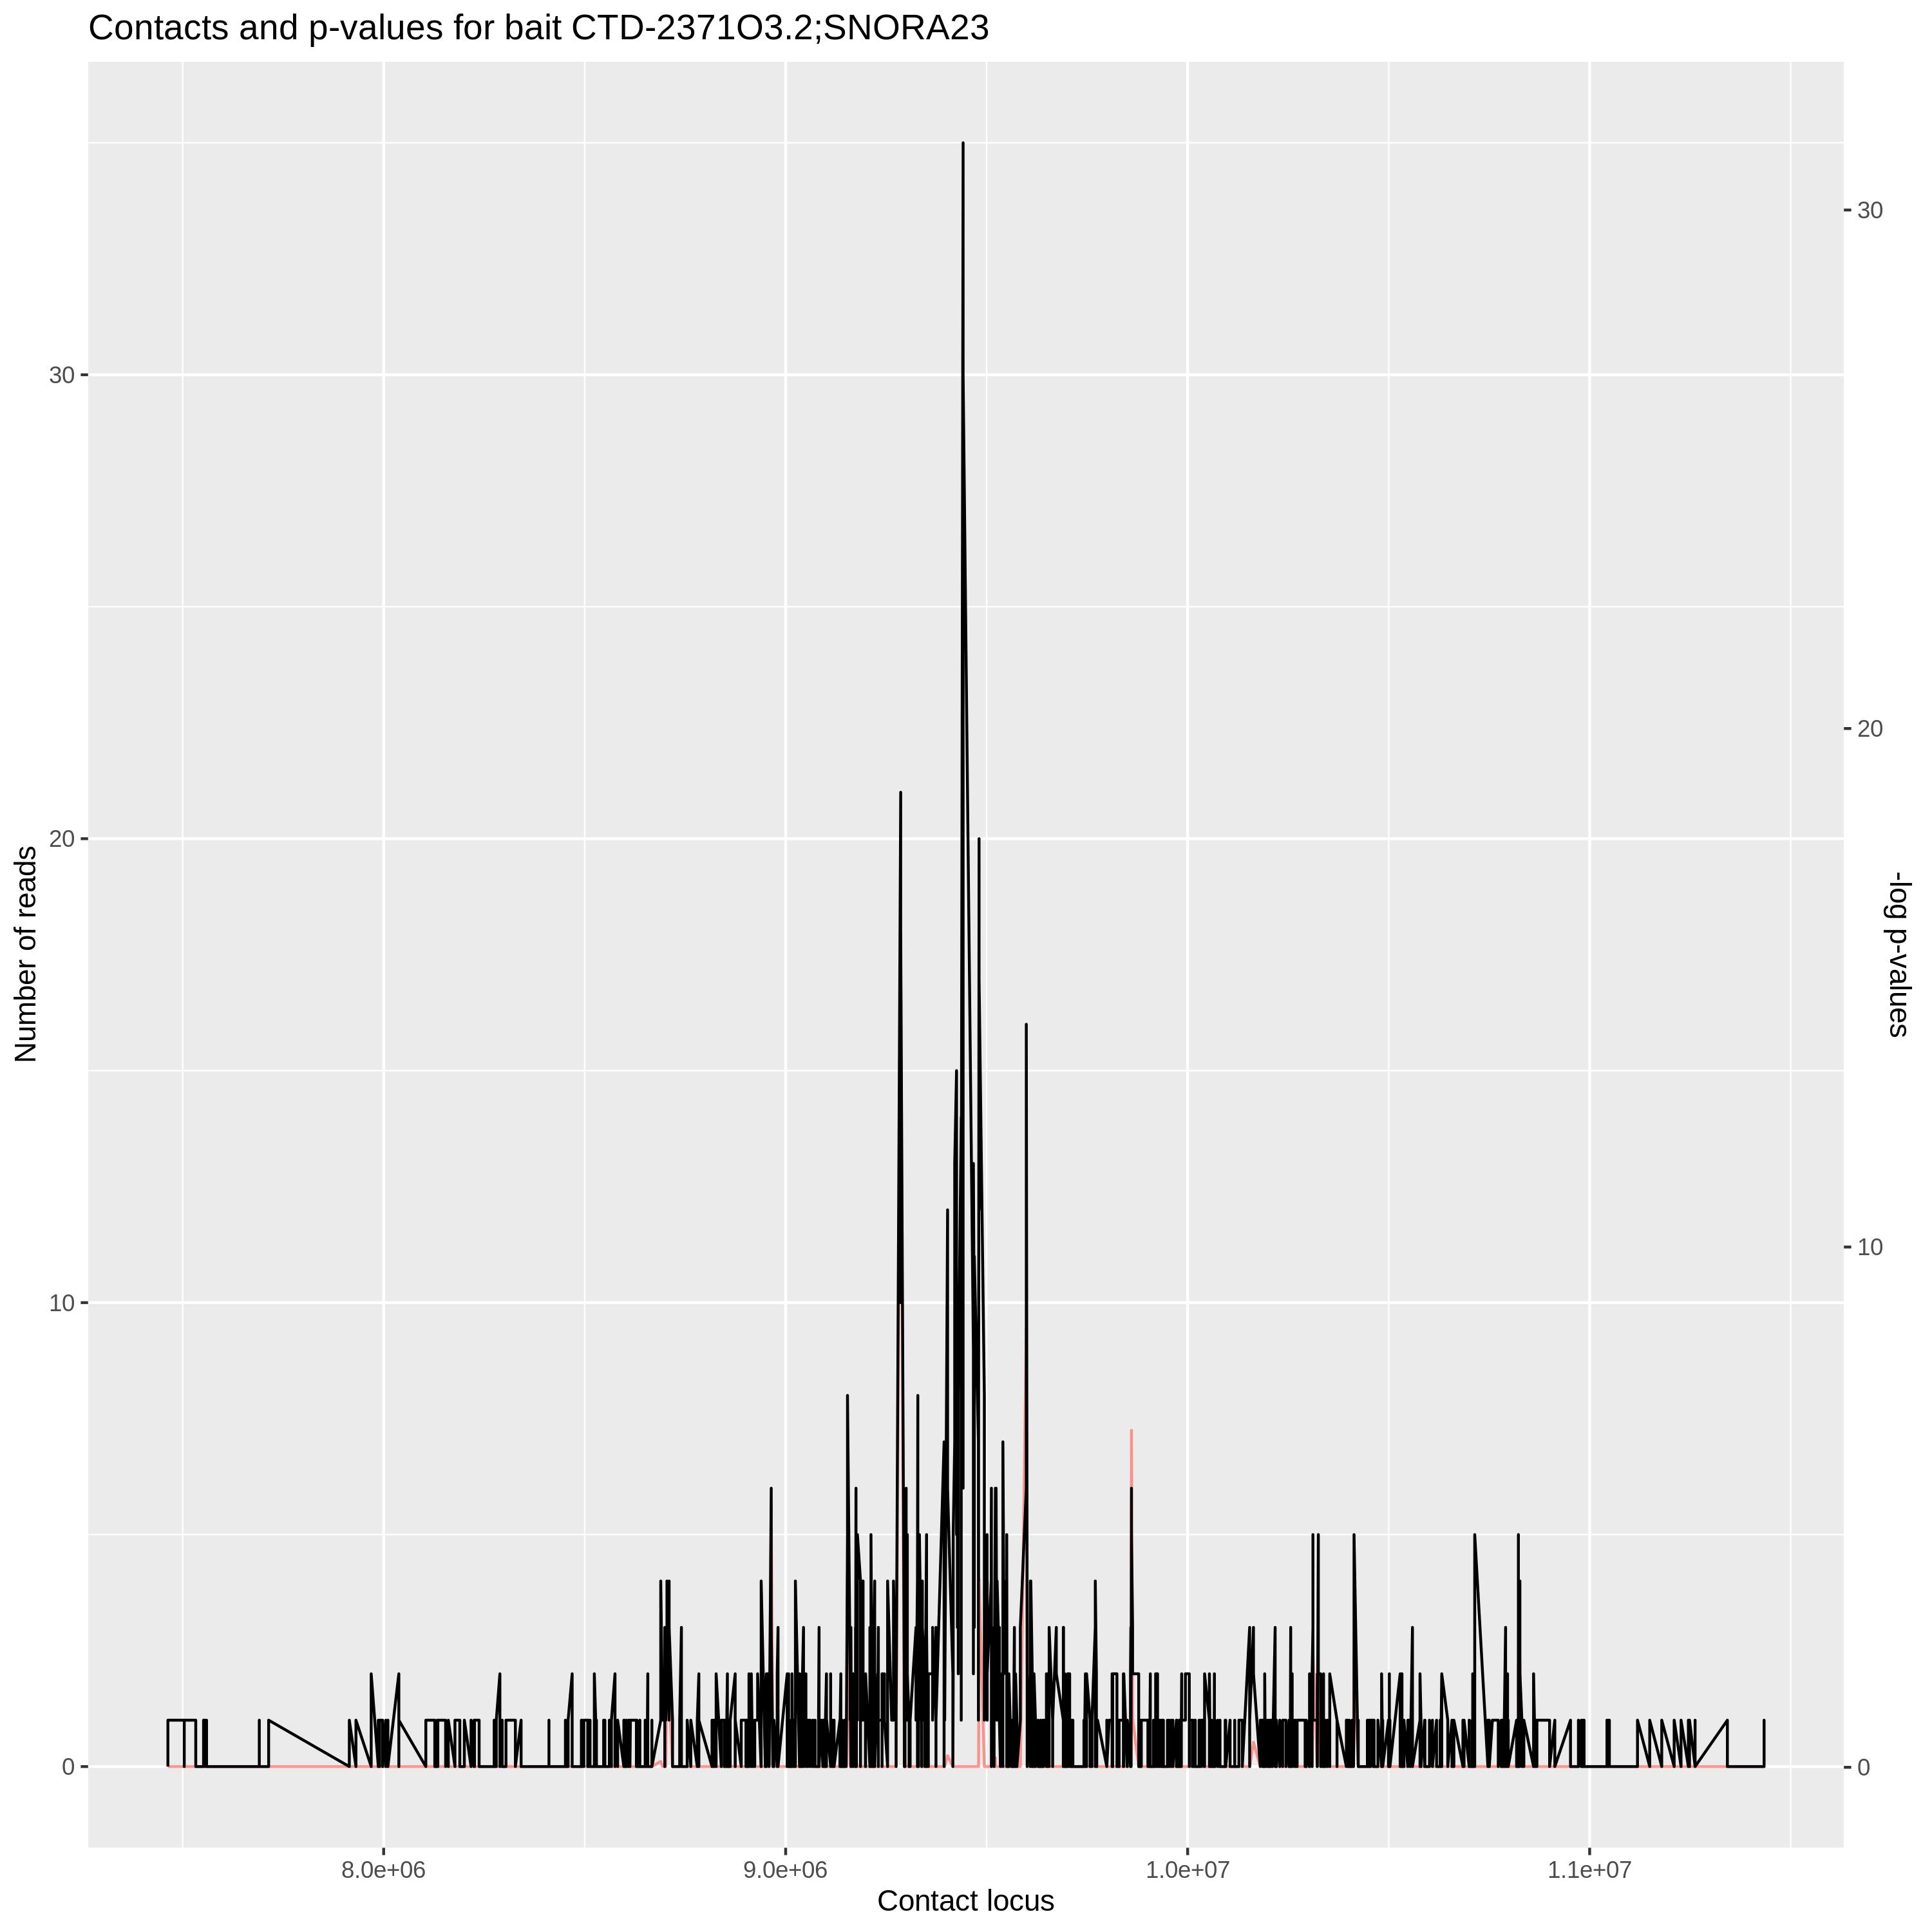 Contacts and p-values for bait CTD-2371O3.2;SNORA23
30
20
10
0
Number of reads
30
20
10
0
-log p-values
8.0e+06
9.0e+06
1.0e+07
1.1e+07
Contact locus